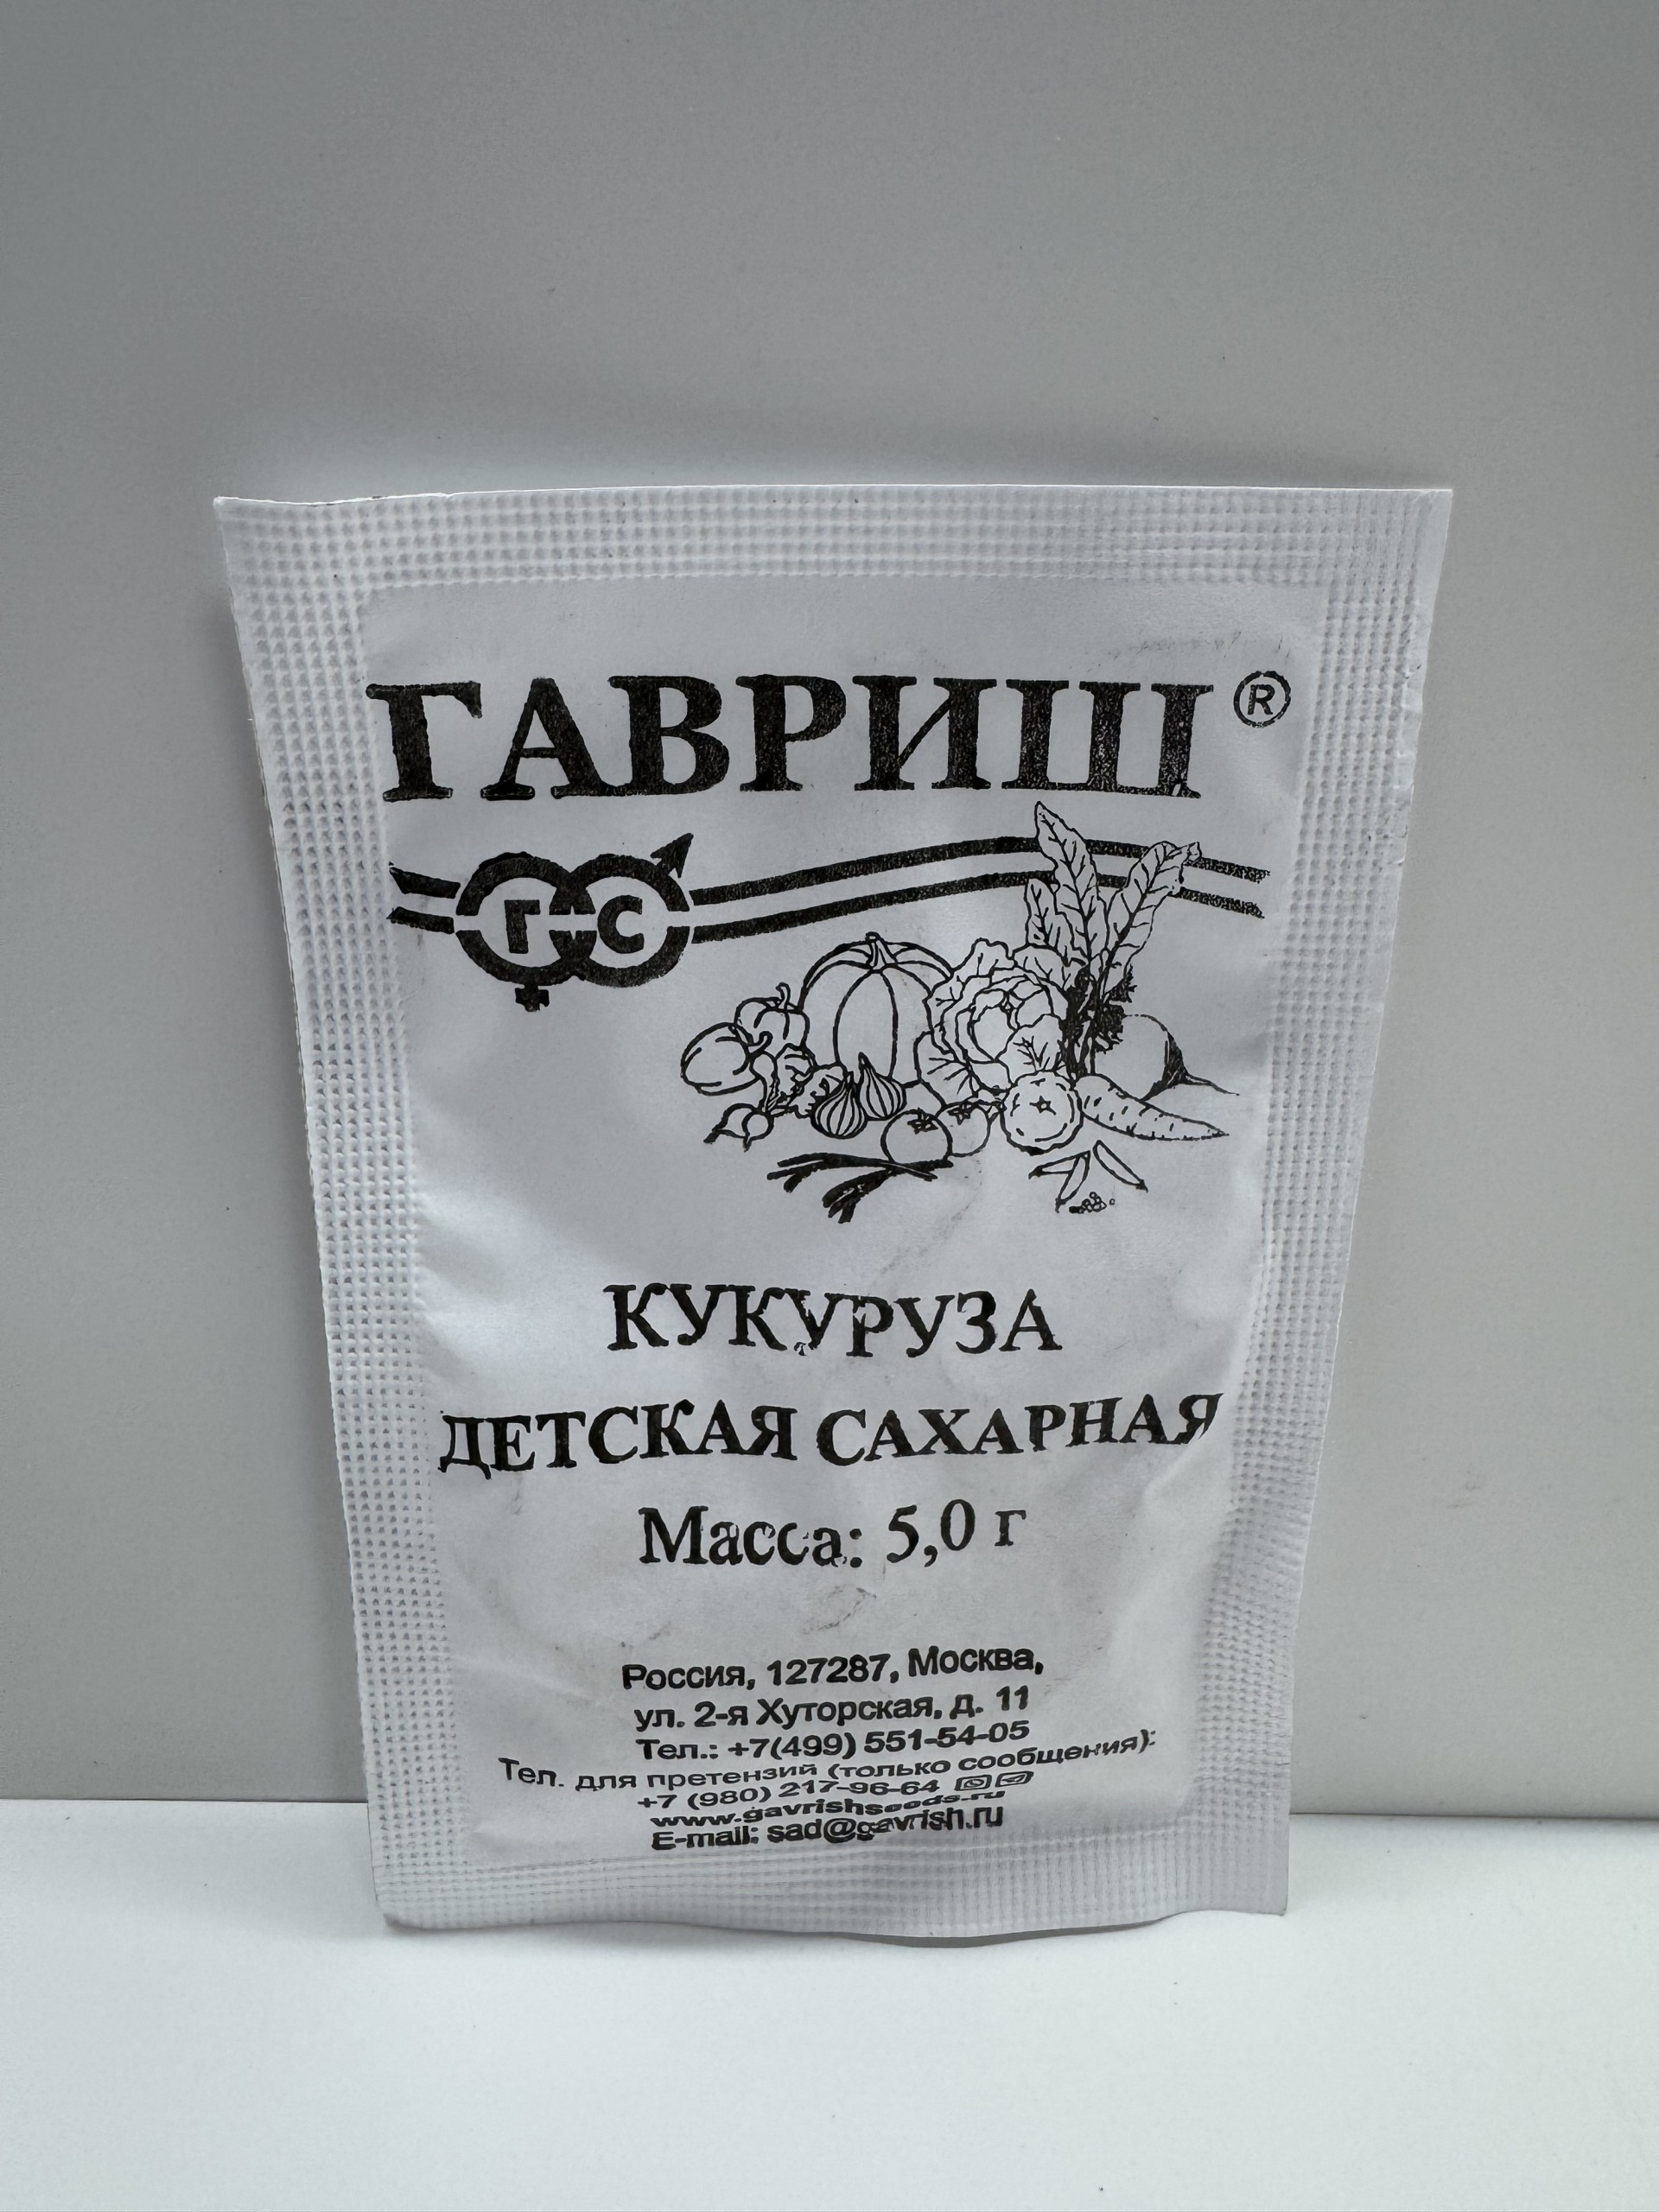 ГАВРИШ ®
Г С
КУКУРУЗА
ДЕТСКАЯ САХАРНАЯ
Масса: 5,0 г
Россия, 127287, Москва,
ул. 2-я Хуторская, д. 11
Тел.: +7(499) 551-54-05
Тел. для претензий (только сообщения):
+7 (980) 217-96-64
www.gavrishseeds.ru
E-mail: sad@gavrish.ru